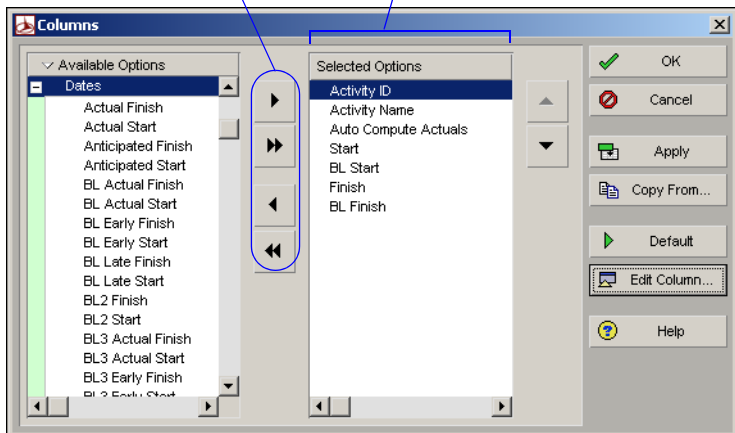 Columns
Available Options
Dates
Actual Finish
Actual Start
Anticipated Finish
Anticipated Start
BL Actual Finish
BL Actual Start
BL Early Finish
BL Early Start
BL Late Finish
BL Late Start
BL2 Finish
BL2 Start
BL3 Actual Finish
BL3 Actual Start
BL3 Early Finish
BL3 Early Start
Selected Options
Activity ID
Activity Name
Auto Compute Actuals
Start
BL Start
Finish
BL Finish
OK
Cancel
Apply
Copy From...
Default
Edit Column...
Help